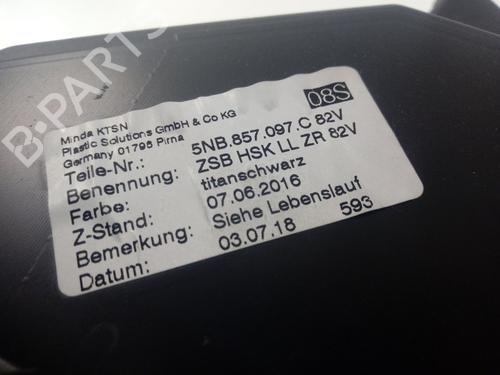 Minda KTSN
Plastic Solutions GmbH & Co KG
Germany 01796 Pirna
08S
Teile-Nr.: 5NB.857.097.C 82V
Benennung: ZSB HSK LL ZR 82V
Farbe: titanschwarz
Z-Stand: 07.06.2016
Bemerkung: Siehe Lebenslauf
Datum: 03.07.18 593
B-PARTS